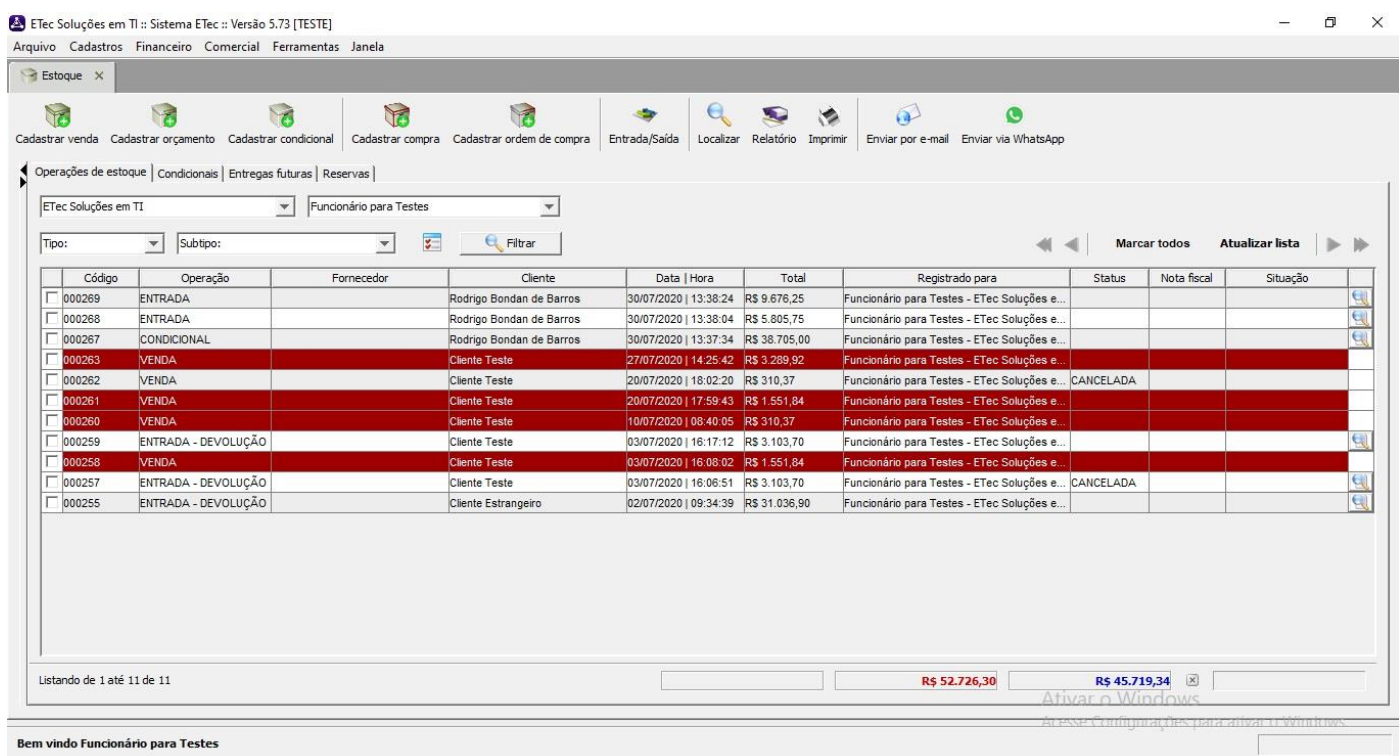 ETec Soluções em TI :: Sistema ETec :: Versão 5.73 [TESTE]
Arquivo Cadastros Financeiro Comercial Ferramentas Janela
Estoque
Cadastrar venda Cadastrar orçamento Cadastrar condicional Cadastrar compra Cadastrar ordem de compra Entrada/Saída Localizar Relatório Imprimir Enviar por e-mail Enviar via WhatsApp
Operações de estoque Condicionais Entregas futuras Reservas
ETec Soluções em TI Funcionário para Testes
Tipo: Subtipo: Filtrar Marcar todos Atualizar lista
Código Operação Fornecedor Cliente Data | Hora Total Registrado para Status Nota fiscal Situação
000269 ENTRADA Rodrigo Bondan de Barros 30/07/2020 | 13:38:24 R$ 9.676,25 Funcionário para Testes - ETec Soluções e...
000268 ENTRADA Rodrigo Bondan de Barros 30/07/2020 | 13:38:04 R$ 5.805,75 Funcionário para Testes - ETec Soluções e...
000267 CONDICIONAL Rodrigo Bondan de Barros 30/07/2020 | 13:37:34 R$ 38.705,00 Funcionário para Testes - ETec Soluções e...
000263 VENDA Cliente Teste 27/07/2020 | 14:25:42 R$ 3.289,92 Funcionário para Testes - ETec Soluções e...
000262 VENDA Cliente Teste 20/07/2020 | 18:02:20 R$ 310,37 Funcionário para Testes - ETec Soluções e... CANCELADA
000261 VENDA Cliente Teste 20/07/2020 | 17:59:43 R$ 1.551,84 Funcionário para Testes - ETec Soluções e...
000260 VENDA Cliente Teste 10/07/2020 | 08:40:05 R$ 310,37 Funcionário para Testes - ETec Soluções e...
000259 ENTRADA - DEVOLUÇÃO Cliente Teste 03/07/2020 | 16:17:12 R$ 3.103,70 Funcionário para Testes - ETec Soluções e...
000258 VENDA Cliente Teste 03/07/2020 | 16:08:02 R$ 1.551,84 Funcionário para Testes - ETec Soluções e...
000257 ENTRADA - DEVOLUÇÃO Cliente Teste 03/07/2020 | 16:06:51 R$ 3.103,70 Funcionário para Testes - ETec Soluções e... CANCELADA
000255 ENTRADA - DEVOLUÇÃO Cliente Estrangeiro 02/07/2020 | 09:34:39 R$ 31.036,90 Funcionário para Testes - ETec Soluções e...
Listando de 1 até 11 de 11 R$ 52.726,30 R$ 45.719,34
Ativar o Windows
Acesse Configurações para ativar o Windows.
Bem vindo Funcionário para Testes